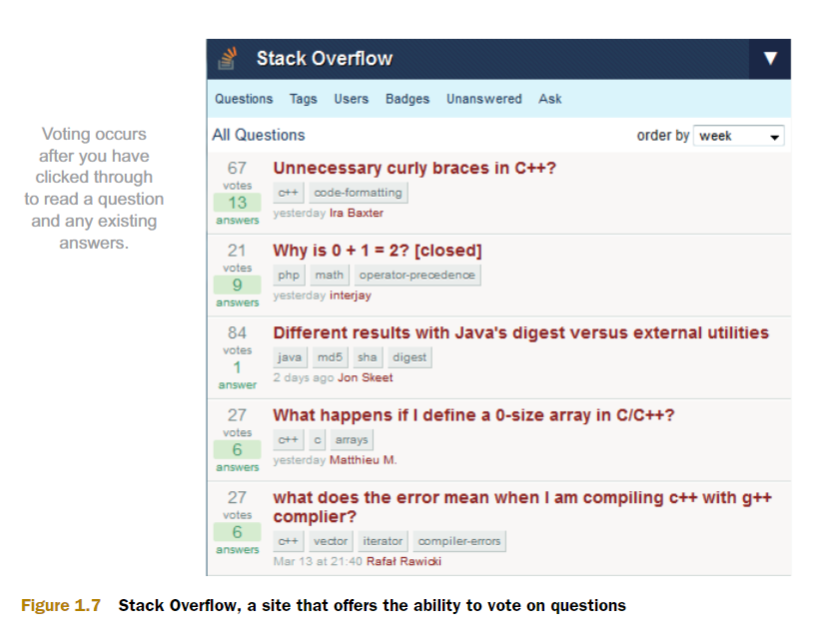 Voting occurs
after you have
clicked through
to read a question
and any existing
answers.
Stack Overflow
Questions Tags Users Badges Unanswered Ask
All Questions order by week
67
votes
13
answers
Unnecessary curly braces in C++?
c++ code-formatting
yesterday Ira Baxter
21
votes
9
answers
Why is 0 + 1 = 2? [closed]
php math operator-precedence
yesterday interjay
84
votes
1
answer
Different results with Java's digest versus external utilities
java md5 sha digest
2 days ago Jon Skeet
27
votes
6
answers
What happens if I define a 0-size array in C/C++?
c++ c arrays
yesterday Matthieu M.
27
votes
6
answers
what does the error mean when I am compiling c++ with g++
complier?
c++ vector iterator compiler-errors
Mar 13 at 21:40 Rafał Rawicki
Figure 1.7 Stack Overflow, a site that offers the ability to vote on questions